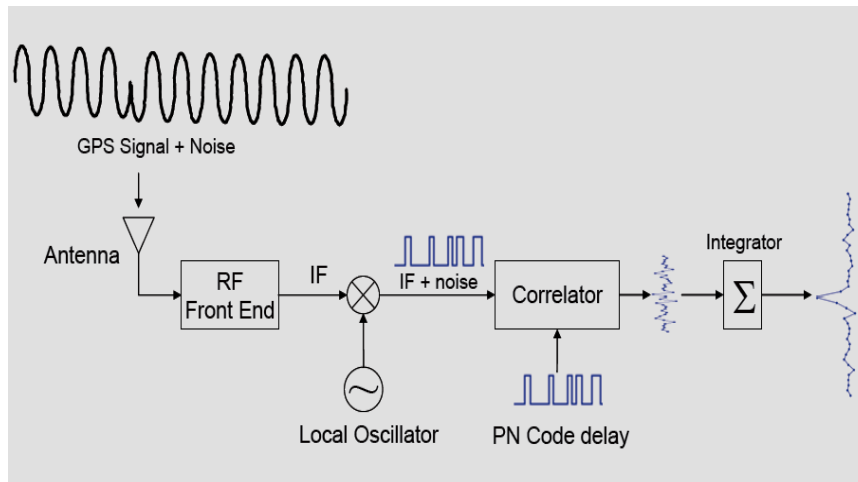 GPS Signal + Noise
Antenna
RF
Front End
IF
IF + noise
Correlator
Integrator
Σ
Local Oscillator
PN Code delay